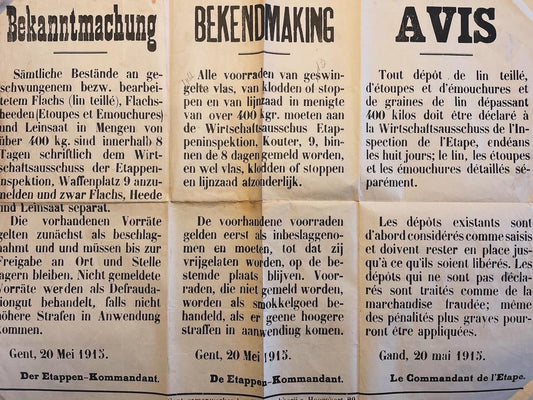 Bekanntmachung
Sämtliche Bestände an ge-
schwungenem bezw. bearbei-
tetem Flachs (lin teillé), Flachs-
heeden (Etoupes et Emouchures)
und Leinsaat in Mengen von
über 400 kg. sind innerhalb 8
Tagen schriftlich dem Wirt-
schaftsausschuss der Etappen-
inspektion, Waffenplatz 9 anzu-
melden und zwar Flachs, Heede
und Leinsaat separat.
Die vorhandenen Vorräte
gelten zunächst als beschlag-
nahmt und und müssen bis zur
Freigabe an Ort und Stelle
lagern bleiben. Nicht gemeldete
Vorräte werden als Defrauda-
tiongut behandelt, falls nicht
höhere Strafen in Anwendung
kommen.
Gent, 20 Mei 1915.
Der Etappen-Kommandant.
BEKENDMAKING
Alle voorraden van geswin-
gelte vlas, van klodden of stop-
pen en van lijnzaad in menigte
van over 400 kgr. moeten aan
de Wirtschaftsausschus Etap-
peninspektion, Kouter, 9, bin-
nen de 8 dagen gemeld worden,
en wel vlas, klodden of stoppen
en lijnzaad afzonderlijk.
De voorhandene voorraden
gelden eerst als inbeslaggeno-
men en moeten, tot dat zij
vrijgelaten worden, op de be-
stemde plaats blijven. Voor-
raden, die niet gemeld worden,
worden als smokkelgoed be-
handeld, als er geene hoogere
straffen in aanwending komen.
Gent, 20 Mei 1915.
De Etappen-Kommandant.
AVIS
Tout dépôt de lin teillé,
d'étoupes et d'émouchures et
de graines de lin dépassant
400 kilos doit être déclaré à
la Wirtschaftsausschuss de l'In-
spection de l'Etape, endéans
les huit jours; le lin, les étoupes
et les émouchures détaillés sé-
parément.
Les dépôts existants sont
d'abord considérés comme saisis
et doivent rester en place jus-
qu'à ce qu'ils soient libérés. Les
dépôts qui ne sont pas décla-
rés sont traités comme de la
marchandise fraudée; même
des pénalités plus graves pour-
ront être appliquées.
Gand, 20 mai 1915.
Le Commandant de l'Etape.